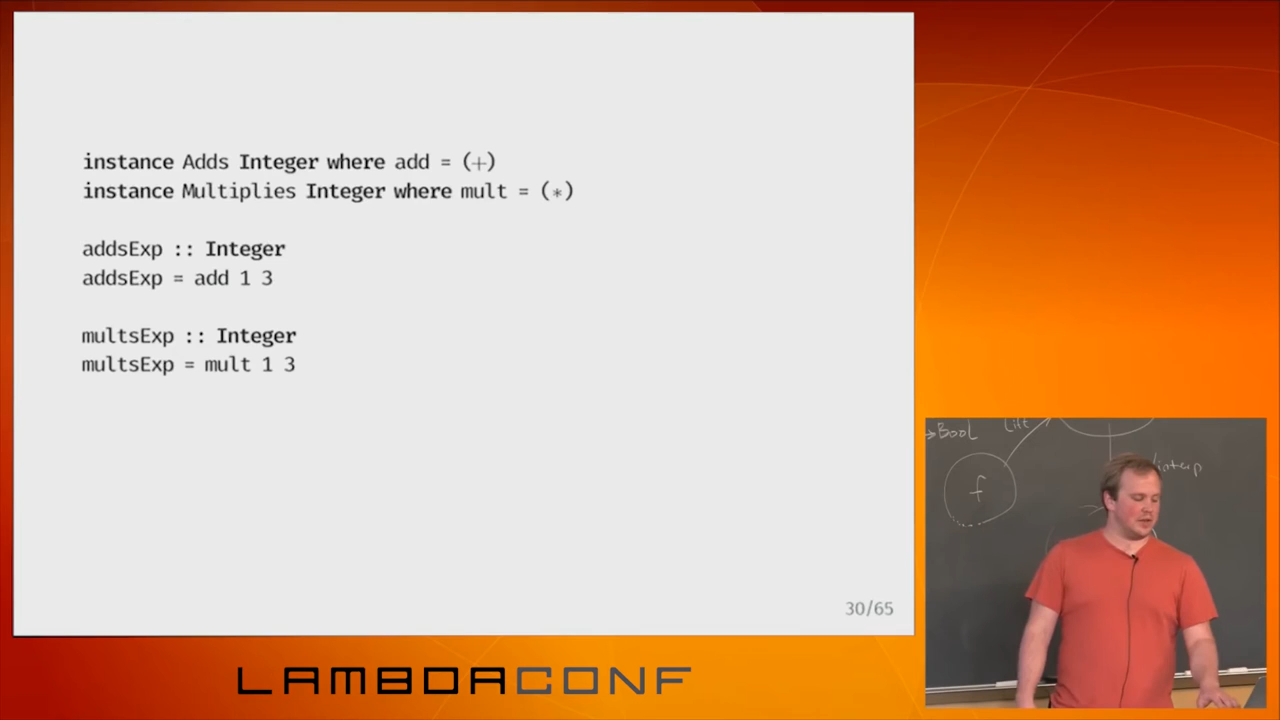 instance Adds Integer where add = (+)
instance Multiplies Integer where mult = (*)
addsExp :: Integer
addsExp = add 1 3
multsExp :: Integer
multsExp = mult 1 3
30/65
LAMBDACONF
→Bool
Lift
f
interp